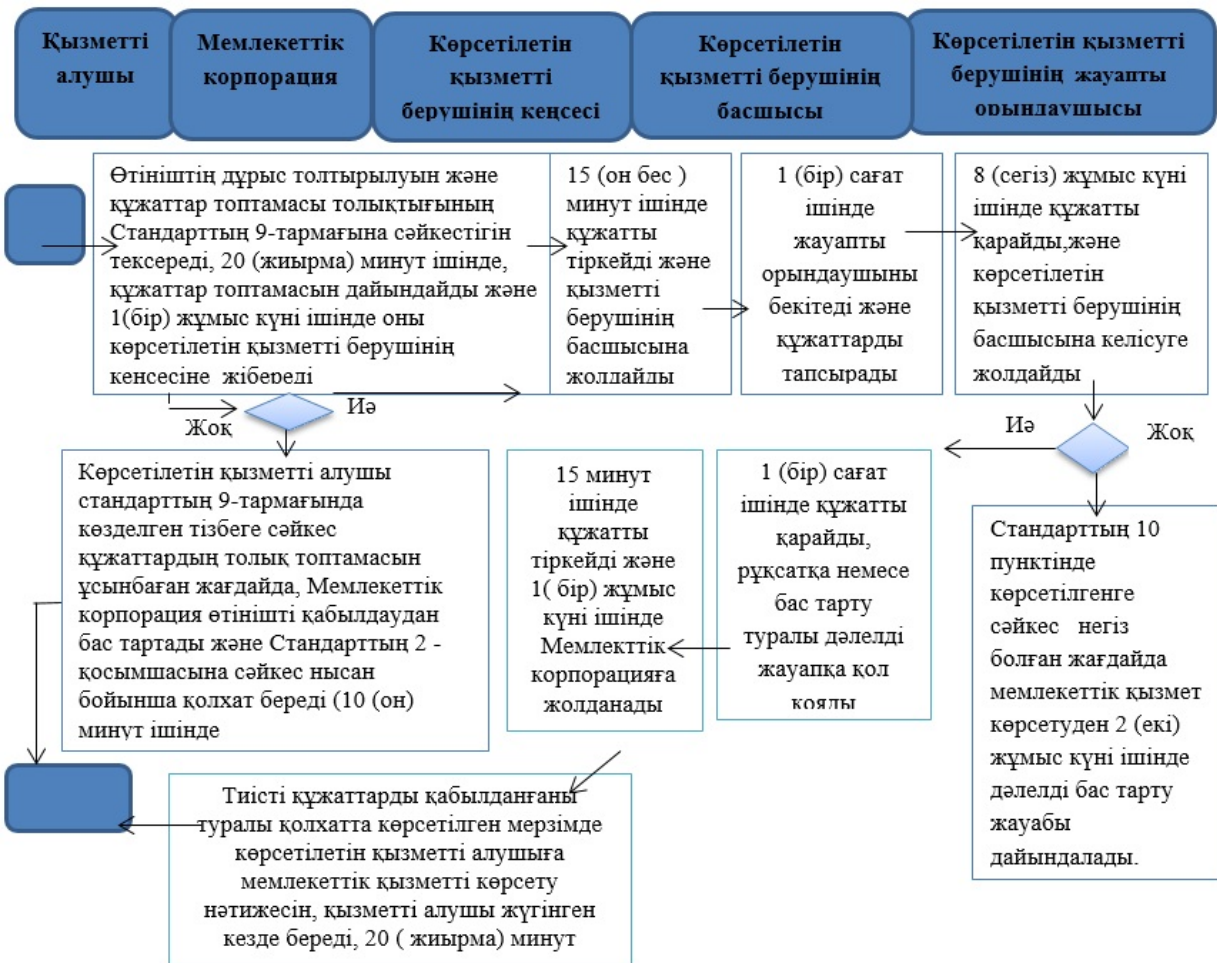 Қызметті
алушы
Мемлекеттік
корпорация
Көрсетілетін
қызметті
берушінің кеңсесі
Көрсетілетін
қызметті берушінің
басшысы
Көрсетілетін қызметті
берушінің жауапты
орындаушысы
Өтініштің дұрыс толтырылуын және
құжаттар топтамасы толықтығының
Стандарттың 9-тармағына сәйкестігін
тексереді, 20 (жиырма) минут ішінде,
құжаттар топтамасын дайындайды және
1(бір) жұмыс күні ішінде оны
көрсетілетін қызметті берушінің
кеңсесіне жібереді
15 (он бес )
минут ішінде
құжатты
тіркейді және
қызметті
берушінің
басшысына
жолдайды
1 (бір) сағат
ішінде
жауапты
орындаушыны
бекітеді және
құжаттарды
тапсырады
8 (сегіз) жұмыс күні
ішінде құжатты
қарайды,және
көрсетілетін
қызметті берушінің
басшысына келісуге
жолдайды
Жоқ
Иә
Иә
Жоқ
Көрсетілетін қызметті алушы
стандарттың 9-тармағында
көзделген тізбеге сәйкес
құжаттардың толық топтамасын
ұсынбаған жағдайда, Мемлекеттік
корпорация өтінішті қабылдаудан
бас тартады және Стандарттың 2 -
қосымшасына сәйкес нысан
бойынша қолхат береді (10 (он)
минут ішінде
15 минут
ішінде
құжатты
тіркейді және
1( бір) жұмыс
күні ішінде
Мемлекттік
корпорацияға
жолданады
1 (бір) сағат
ішінде құжатты
қарайды,
рұқсатқа немесе
бас тарту
туралы дәлелді
жауапқа қол
қояды
Стандарттың 10
пунктінде
көрсетілгенге
сәйкес негіз
болған жағдайда
мемлекеттік қызмет
көрсетуден 2 (екі)
жұмыс күні ішінде
дәлелді бас тарту
жауабы
дайындалады.
Тиісті құжаттарды қабылданғаны
туралы қолхатта көрсетілген мерзімде
көрсетілетін қызметті алушыға
мемлекеттік қызметті көрсету
нәтижесін, қызметті алушы жүгінген
кезде береді, 20 ( жиырма) минут